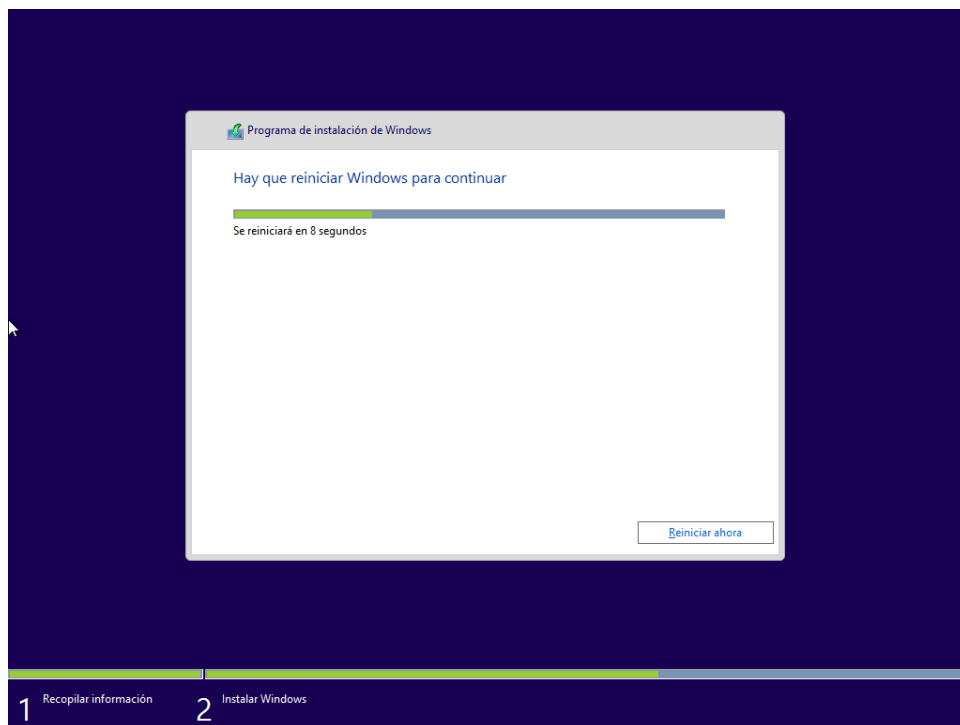 Programa de instalación de Windows
Hay que reiniciar Windows para continuar
Se reiniciará en 8 segundos
Reiniciar ahora
1 Recopilar información
2 Instalar Windows